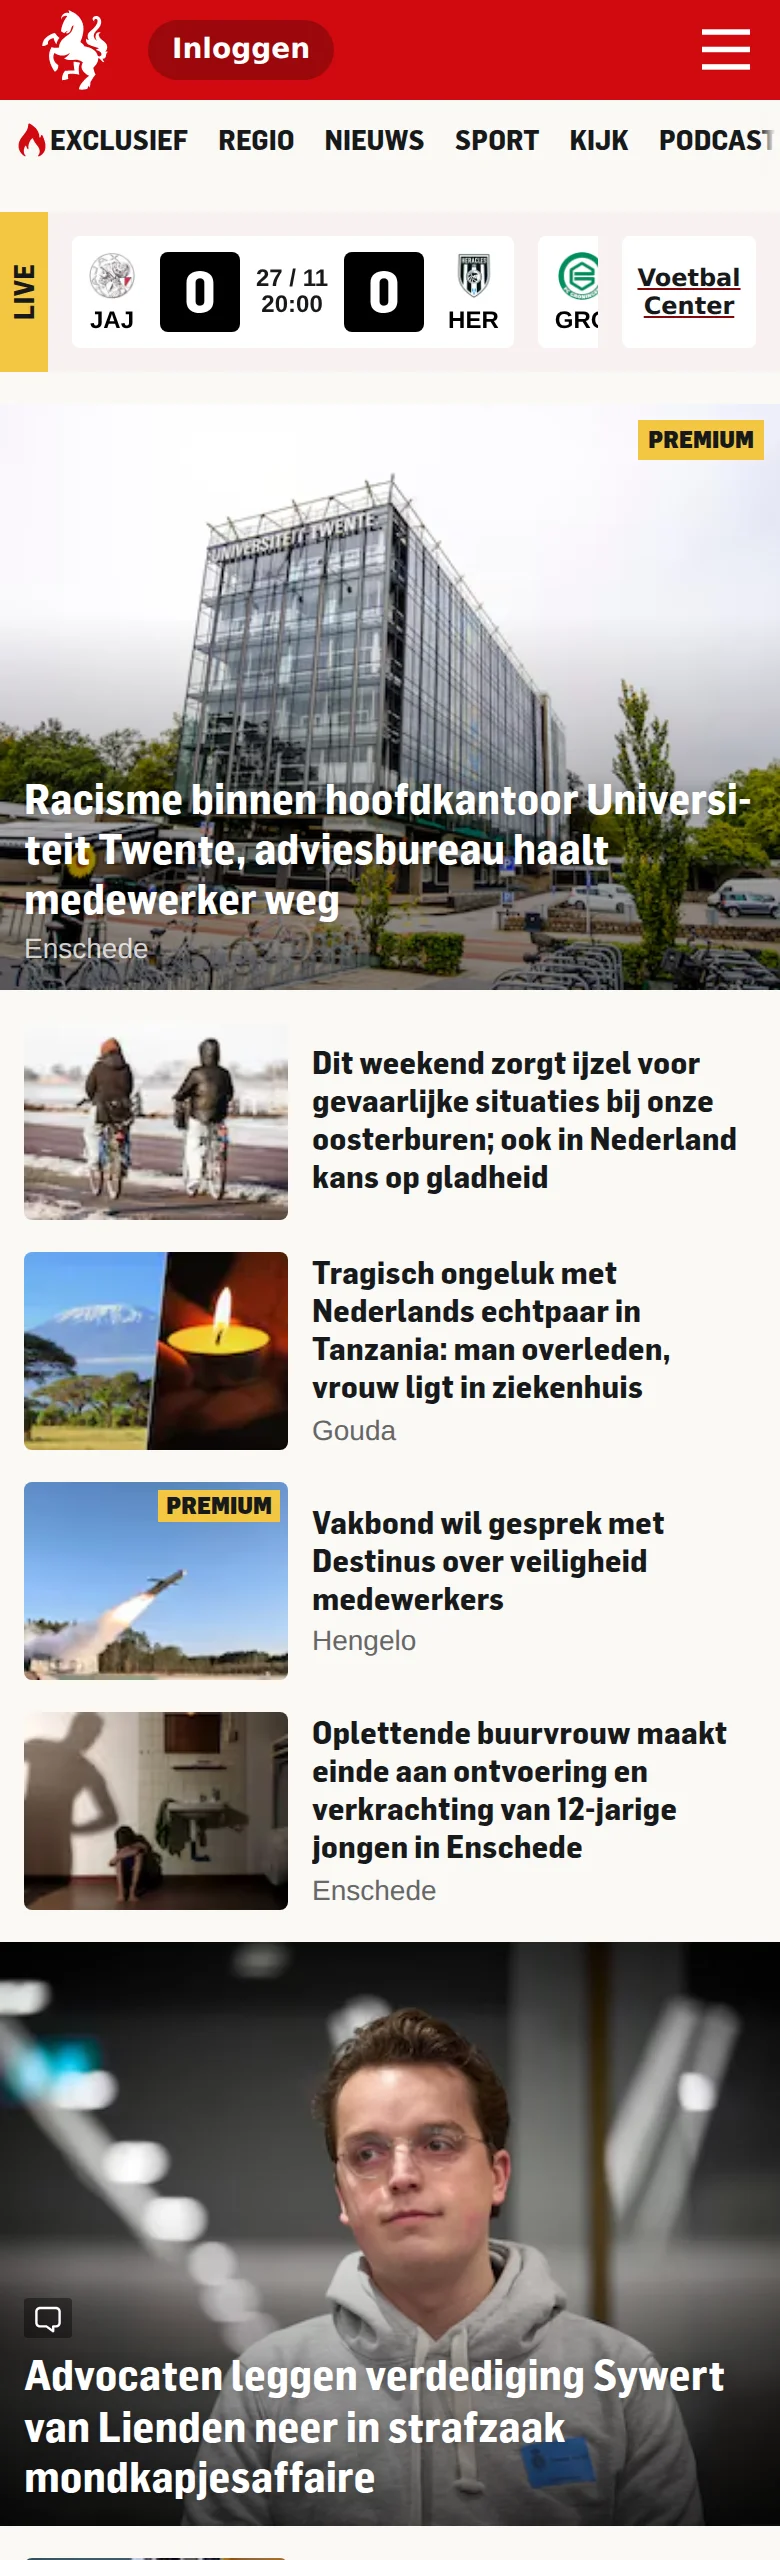 Inloggen
EXCLUSIEF REGIO NIEUWS SPORT KIJK PODCAST
LIVE
JAJ
0
27 / 11
20:00
0
HERACLES
HER
GRO
Voetbal
Center
PREMIUM
UNIVERSITEIT TWENTE
Racisme binnen hoofdkantoor Universi-
teit Twente, adviesbureau haalt
medewerker weg
Enschede
Dit weekend zorgt ijzel voor
gevaarlijke situaties bij onze
oosterburen; ook in Nederland
kans op gladheid
Tragisch ongeluk met
Nederlands echtpaar in
Tanzania: man overleden,
vrouw ligt in ziekenhuis
Gouda
PREMIUM
Vakbond wil gesprek met
Destinus over veiligheid
medewerkers
Hengelo
Oplettende buurvrouw maakt
einde aan ontvoering en
verkrachting van 12-jarige
jongen in Enschede
Enschede
Advocaten leggen verdediging Sywert
van Lienden neer in strafzaak
mondkapjesaffaire